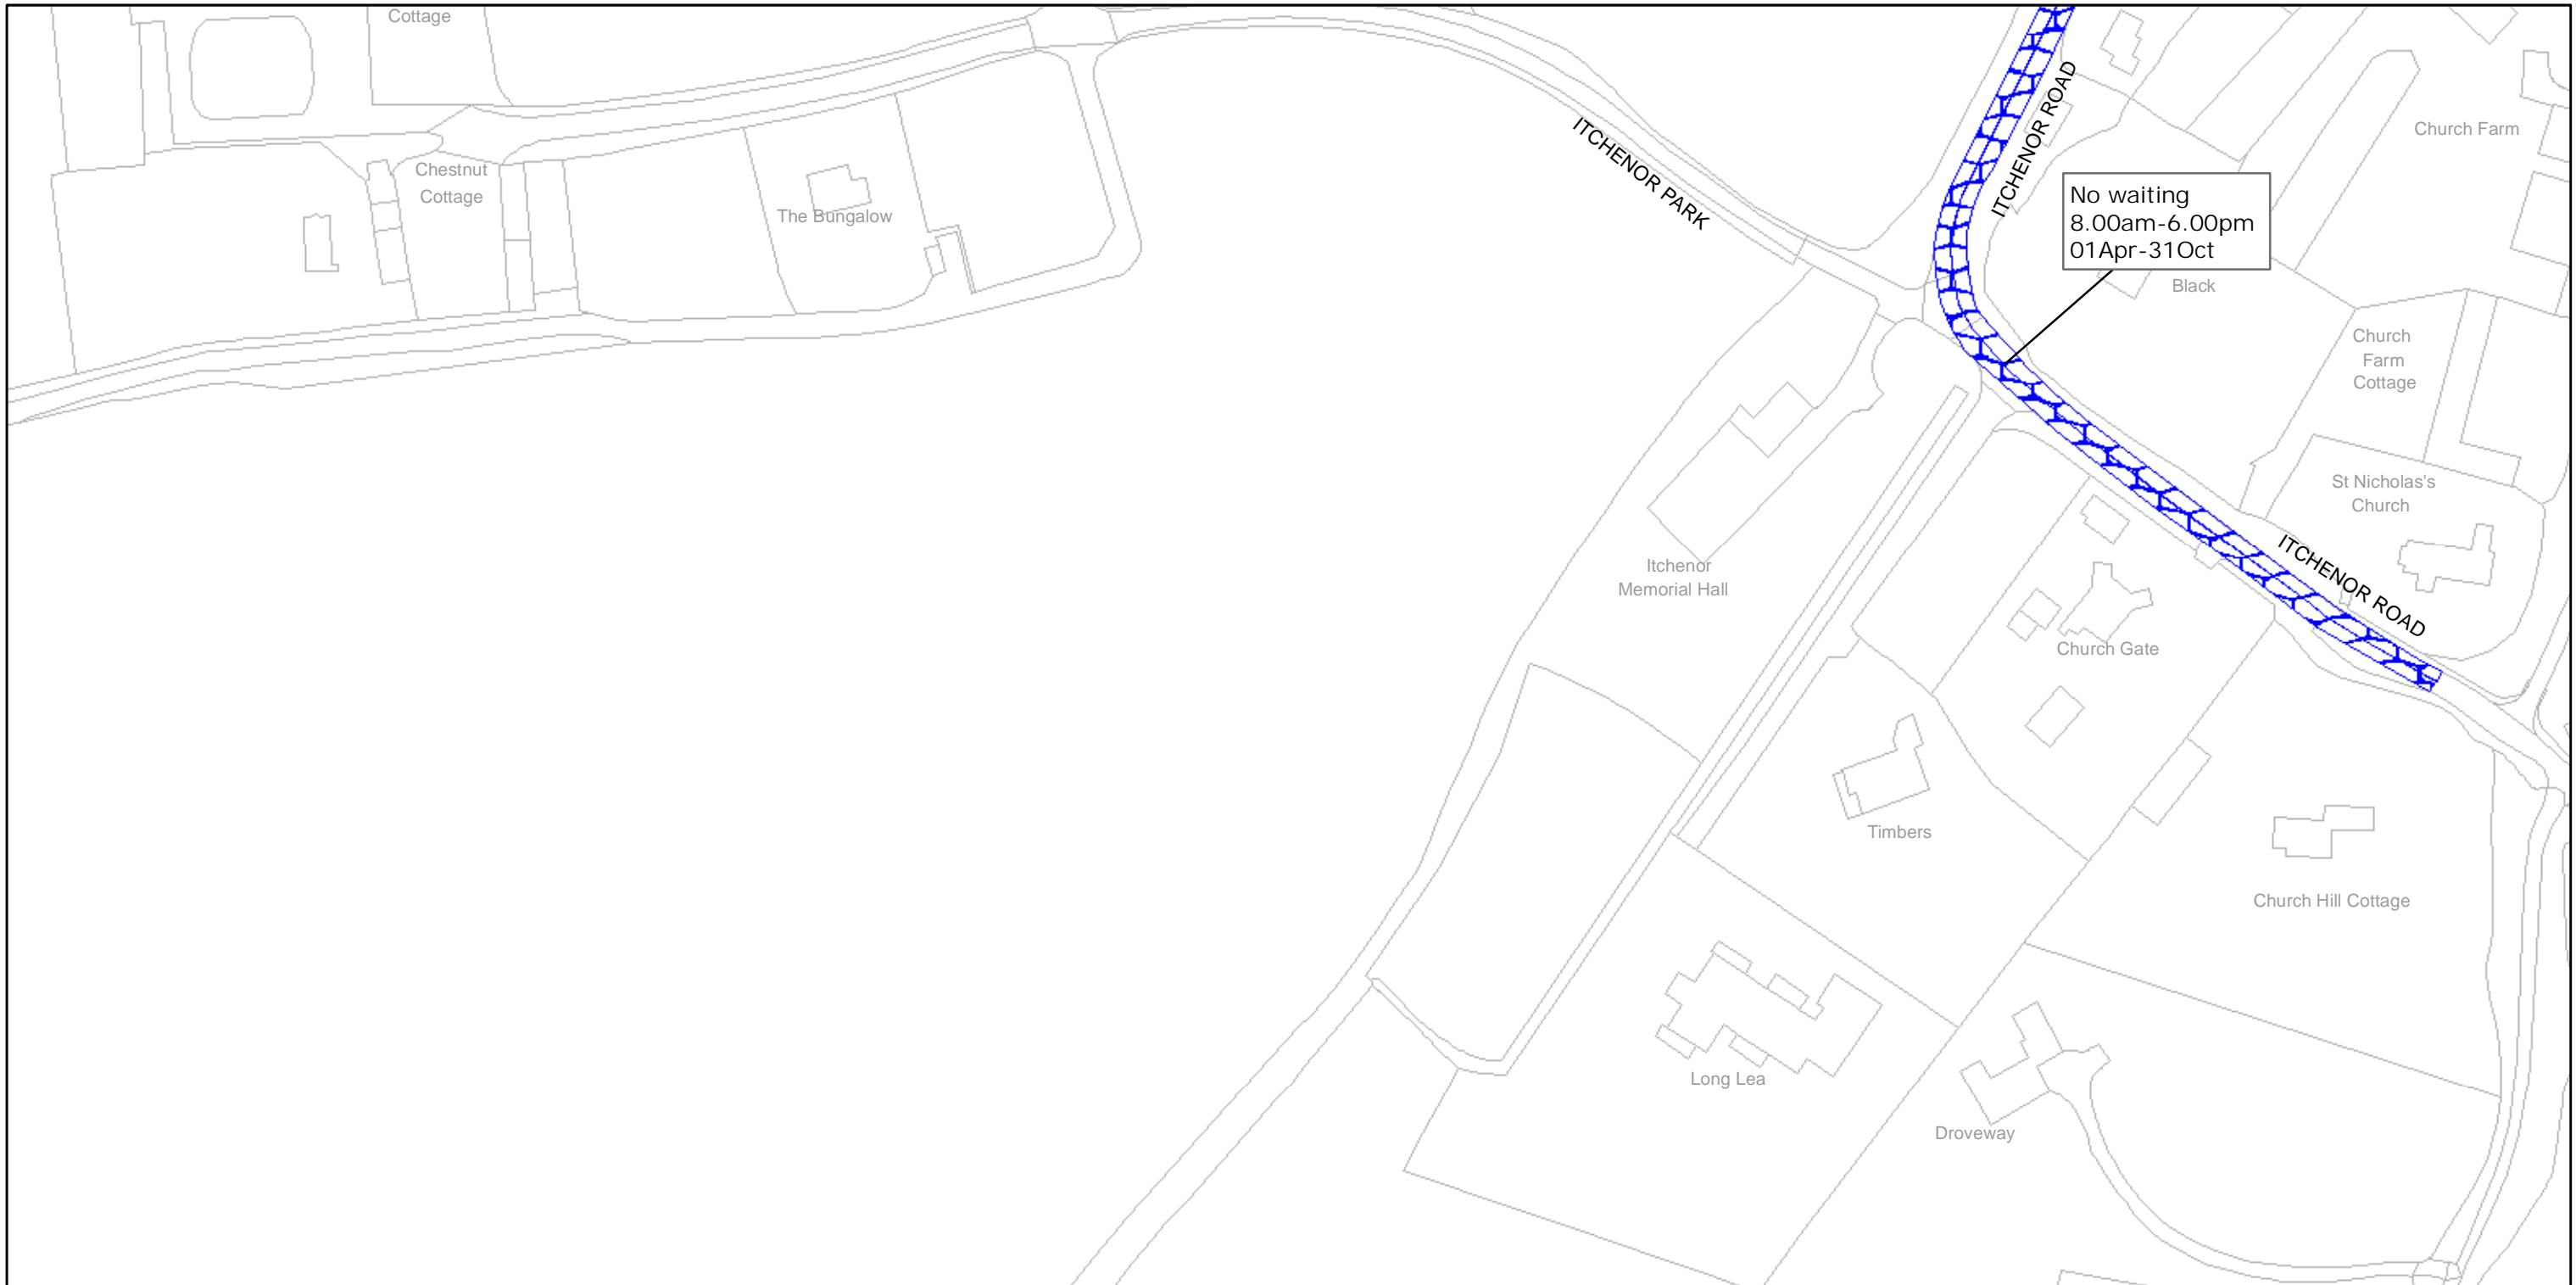 Cottage
Chestnut
Cottage
The Bungalow
ITCHENOR PARK
ITCHENOR ROAD
No waiting
8.00am-6.00pm
01Apr-31Oct
Black
Church Farm
Church
Farm
Cottage
St Nicholas's
Church
ITCHENOR ROAD
Itchenor
Memorial Hall
Church Gate
Timbers
Church Hill Cottage
Long Lea
Droveway